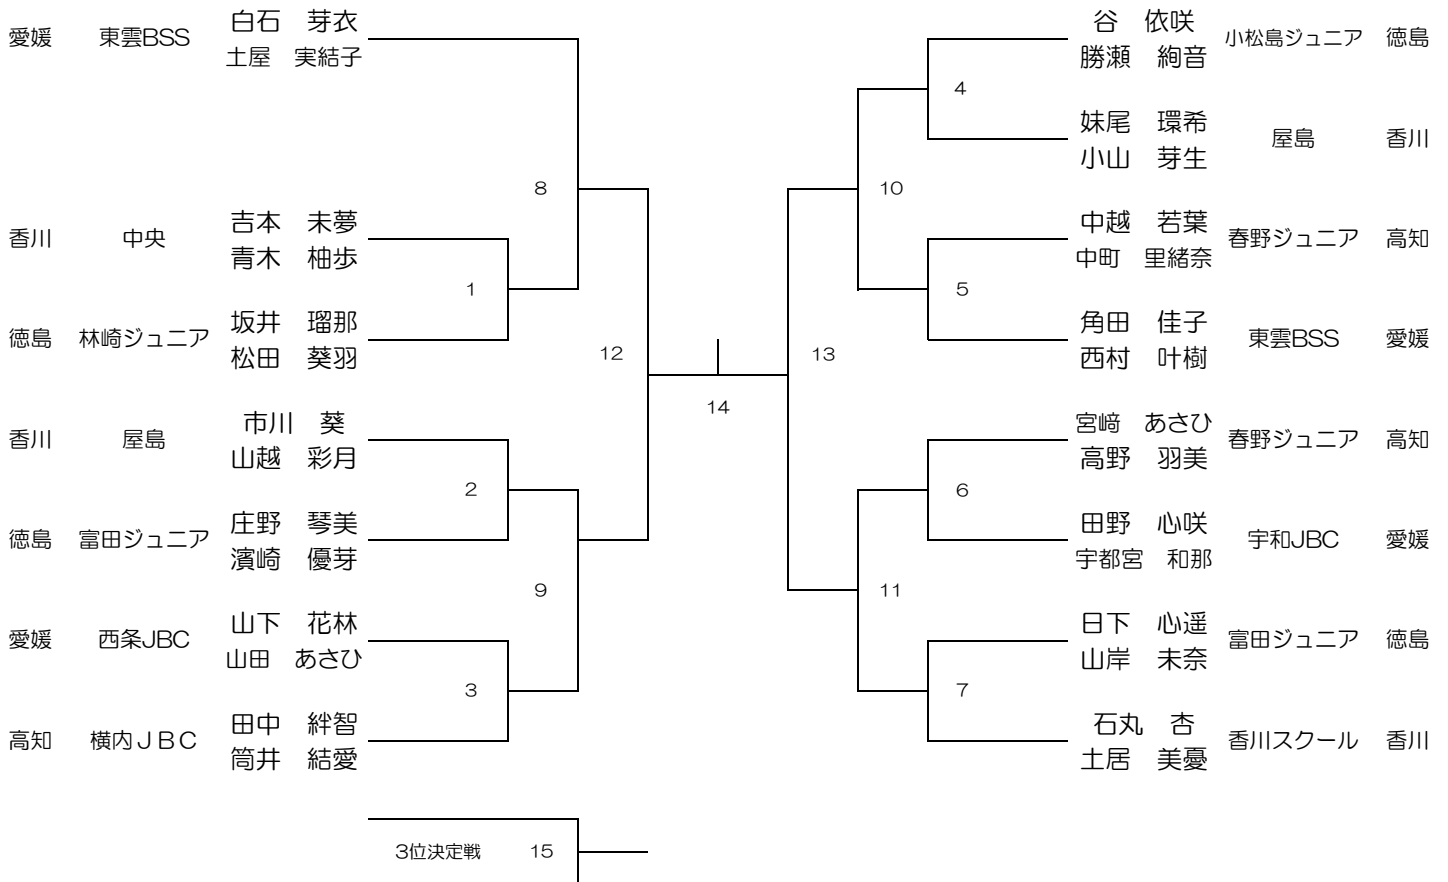 愛媛 東雲BSS 白石 芽衣
土屋 実結子
8
香川 中央 吉本 未夢
青木 柚歩
1
徳島 林崎ジュニア 坂井 瑠那
松田 葵羽
12
香川 屋島 市川 葵
山越 彩月
2
徳島 富田ジュニア 庄野 琴美
濱崎 優芽
9
愛媛 西条JBC 山下 花林
山田 あさひ
3
高知 横内JBC 田中 絆智
筒井 結愛
14
谷 依咲 小松島ジュニア 徳島
勝瀬 絢音
4
妹尾 環希 屋島 香川
小山 芽生
10
中越 若葉 春野ジュニア 高知
中町 里緒奈
5
角田 佳子 東雲BSS 愛媛
西村 叶樹
13
宮﨑 あさひ 春野ジュニア 高知
高野 羽美
6
田野 心咲 宇和JBC 愛媛
宇都宮 和那
11
日下 心遥 富田ジュニア 徳島
山岸 未奈
7
石丸 杏 香川スクール 香川
土居 美憂
3位決定戦 15